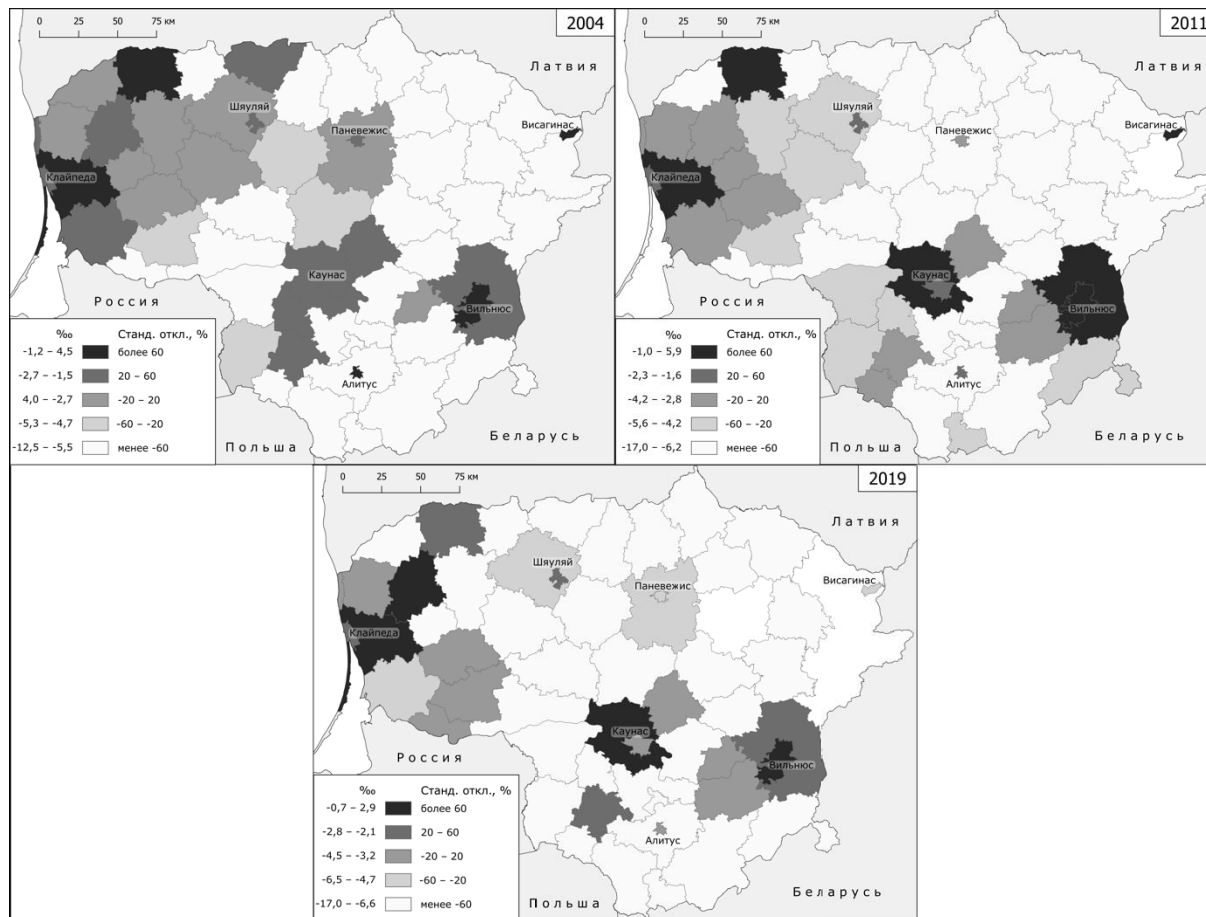 0 25 50 75 км
2004
Латвия
Шяуляй
Паневежис
Висагинас
Клайпеда
Каунас
Россия
Вильнюс
Алитус
Польша
Беларусь
‰ Станд. откл., %
-1,2 – 4,5 более 60
-2,7 – -1,5 20 – 60
4,0 – -2,7 -20 – 20
-5,3 – -4,7 -60 – -20
-12,5 – -5,5 менее -60
0 25 50 75 км
2011
Латвия
Шяуляй
Паневежис
Висагинас
Клайпеда
Каунас
Россия
Вильнюс
Алитус
Польша
Беларусь
‰ Станд. откл., %
-1,0 – 5,9 более 60
-2,3 – -1,6 20 – 60
-4,2 – -2,8 -20 – 20
-5,6 – -4,2 -60 – -20
-17,0 – -6,2 менее -60
0 25 50 75 км
2019
Латвия
Шяуляй
Паневежис
Висагинас
Клайпеда
Каунас
Россия
Вильнюс
Алитус
Польша
Беларусь
‰ Станд. откл., %
-0,7 – 2,9 более 60
-2,8 – -2,1 20 – 60
-4,5 – -3,2 -20 – 20
-6,5 – -4,7 -60 – -20
-17,0 – -6,6 менее -60